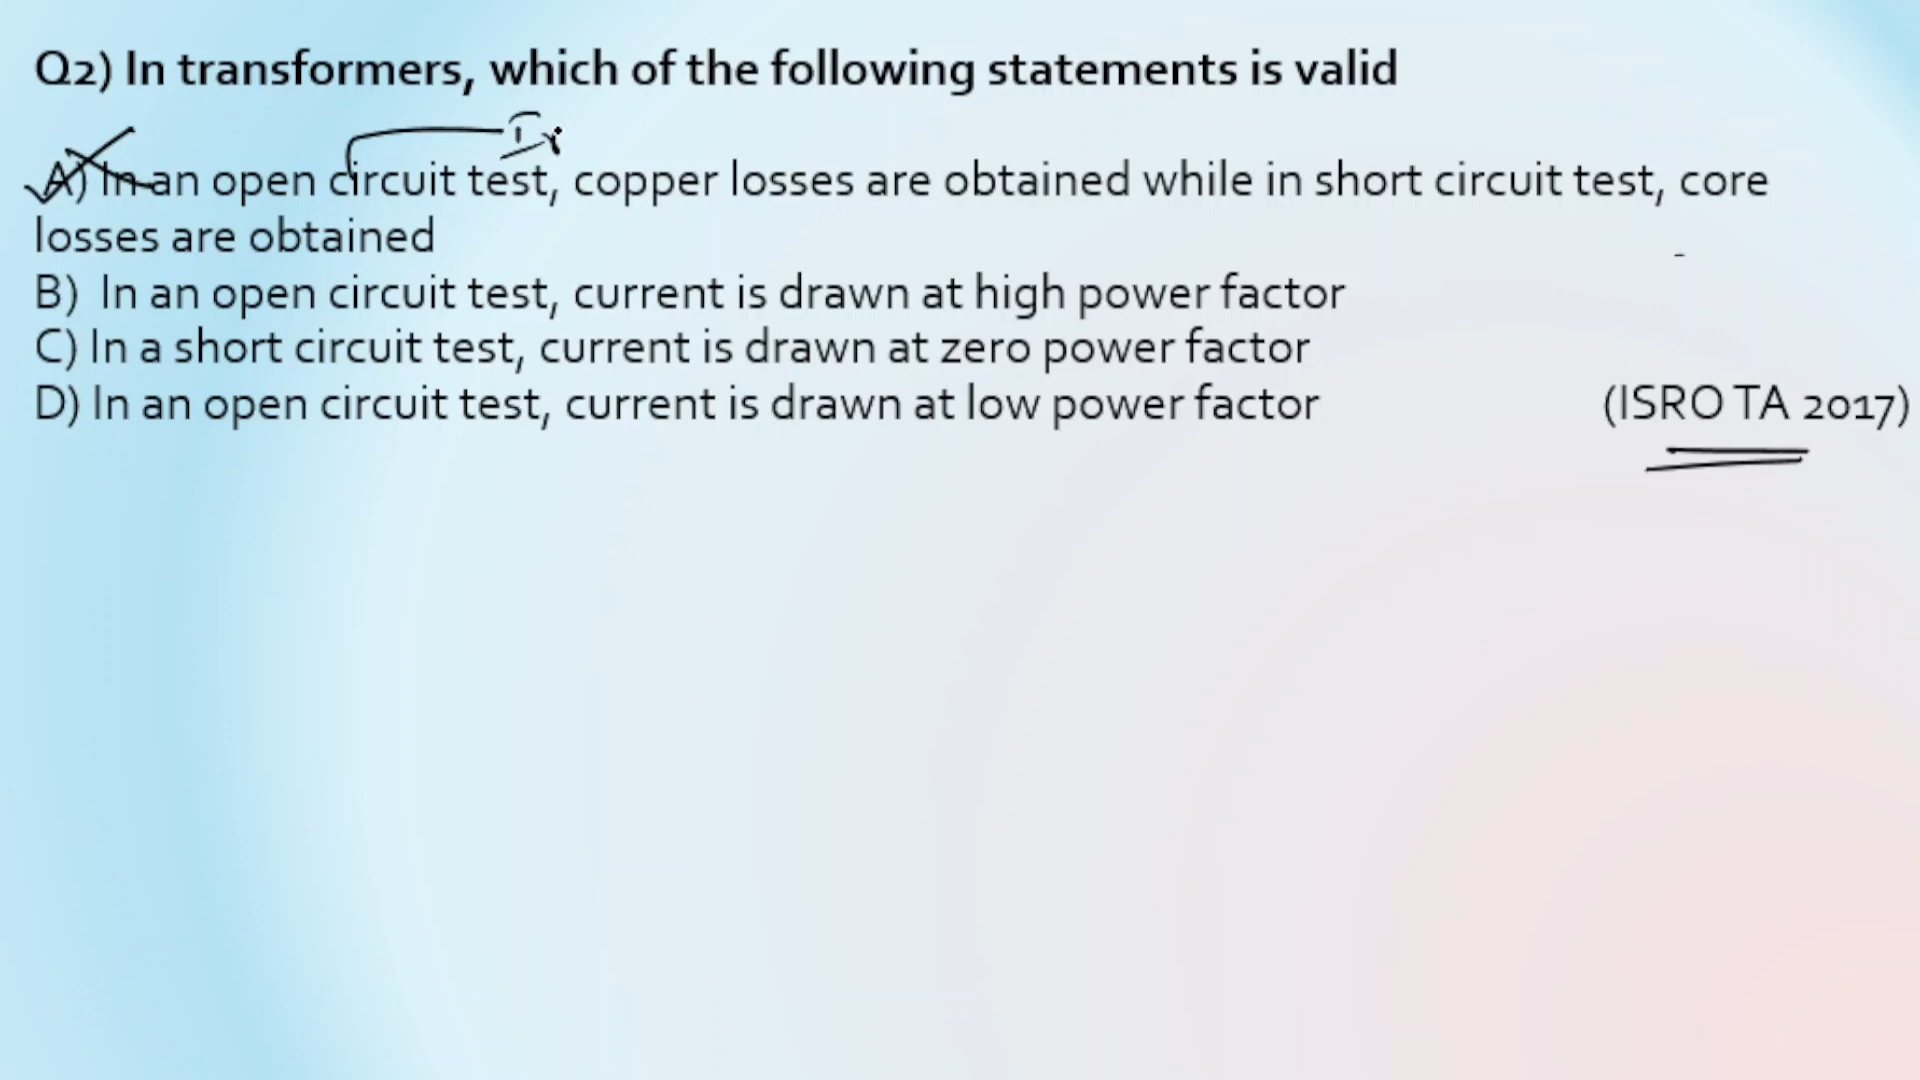 Q2) In transformers, which of the following statements is valid
A) In an open circuit test, copper losses are obtained while in short circuit test, core
losses are obtained
B) In an open circuit test, current is drawn at high power factor
C) In a short circuit test, current is drawn at zero power factor
D) In an open circuit test, current is drawn at low power factor (ISRO TA 2017)